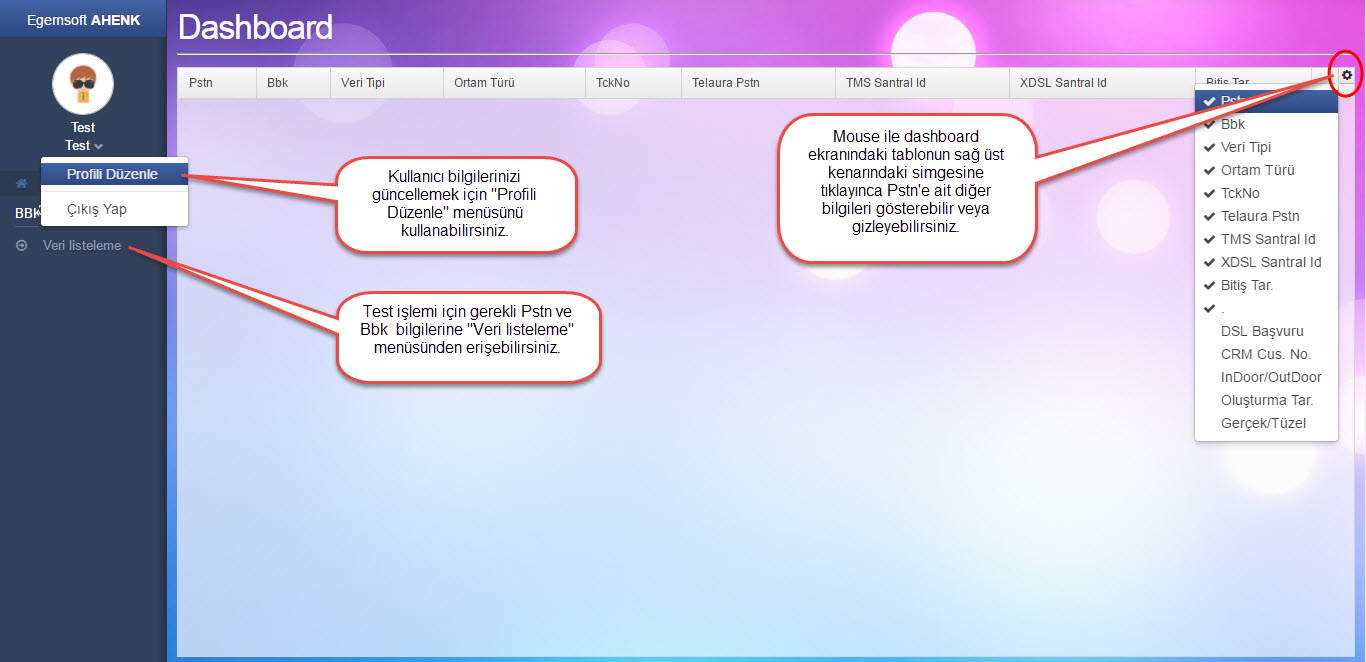 Egemsoft AHENK
Dashboard
Pstn
Bbk
Veri Tipi
Ortam Türü
TckNo
Telaura Pstn
TMS Santral Id
XDSL Santral Id
Bitiş Tar.
Test
Test
Profili Düzenle
Çıkış Yap
BBK
Veri listeleme
Kullanıcı bilgilerinizi
güncellemek için "Profili
Düzenle" menüsünü
kullanabilirsiniz.
Test işlemi için gerekli Pstn ve
Bbk bilgilerine "Veri listeleme"
menüsünden erişebilirsiniz.
Mouse ile dashboard
ekranındaki tablonun sağ üst
kenarındaki simgesine
tıklayınca Pstn'e ait diğer
bilgileri gösterebilir veya
gizleyebilirsiniz.
Pstn
Bbk
Veri Tipi
Ortam Türü
TckNo
Telaura Pstn
TMS Santral Id
XDSL Santral Id
Bitiş Tar.
.
DSL Başvuru
CRM Cus. No.
InDoor/OutDoor
Oluşturma Tar.
Gerçek/Tüzel